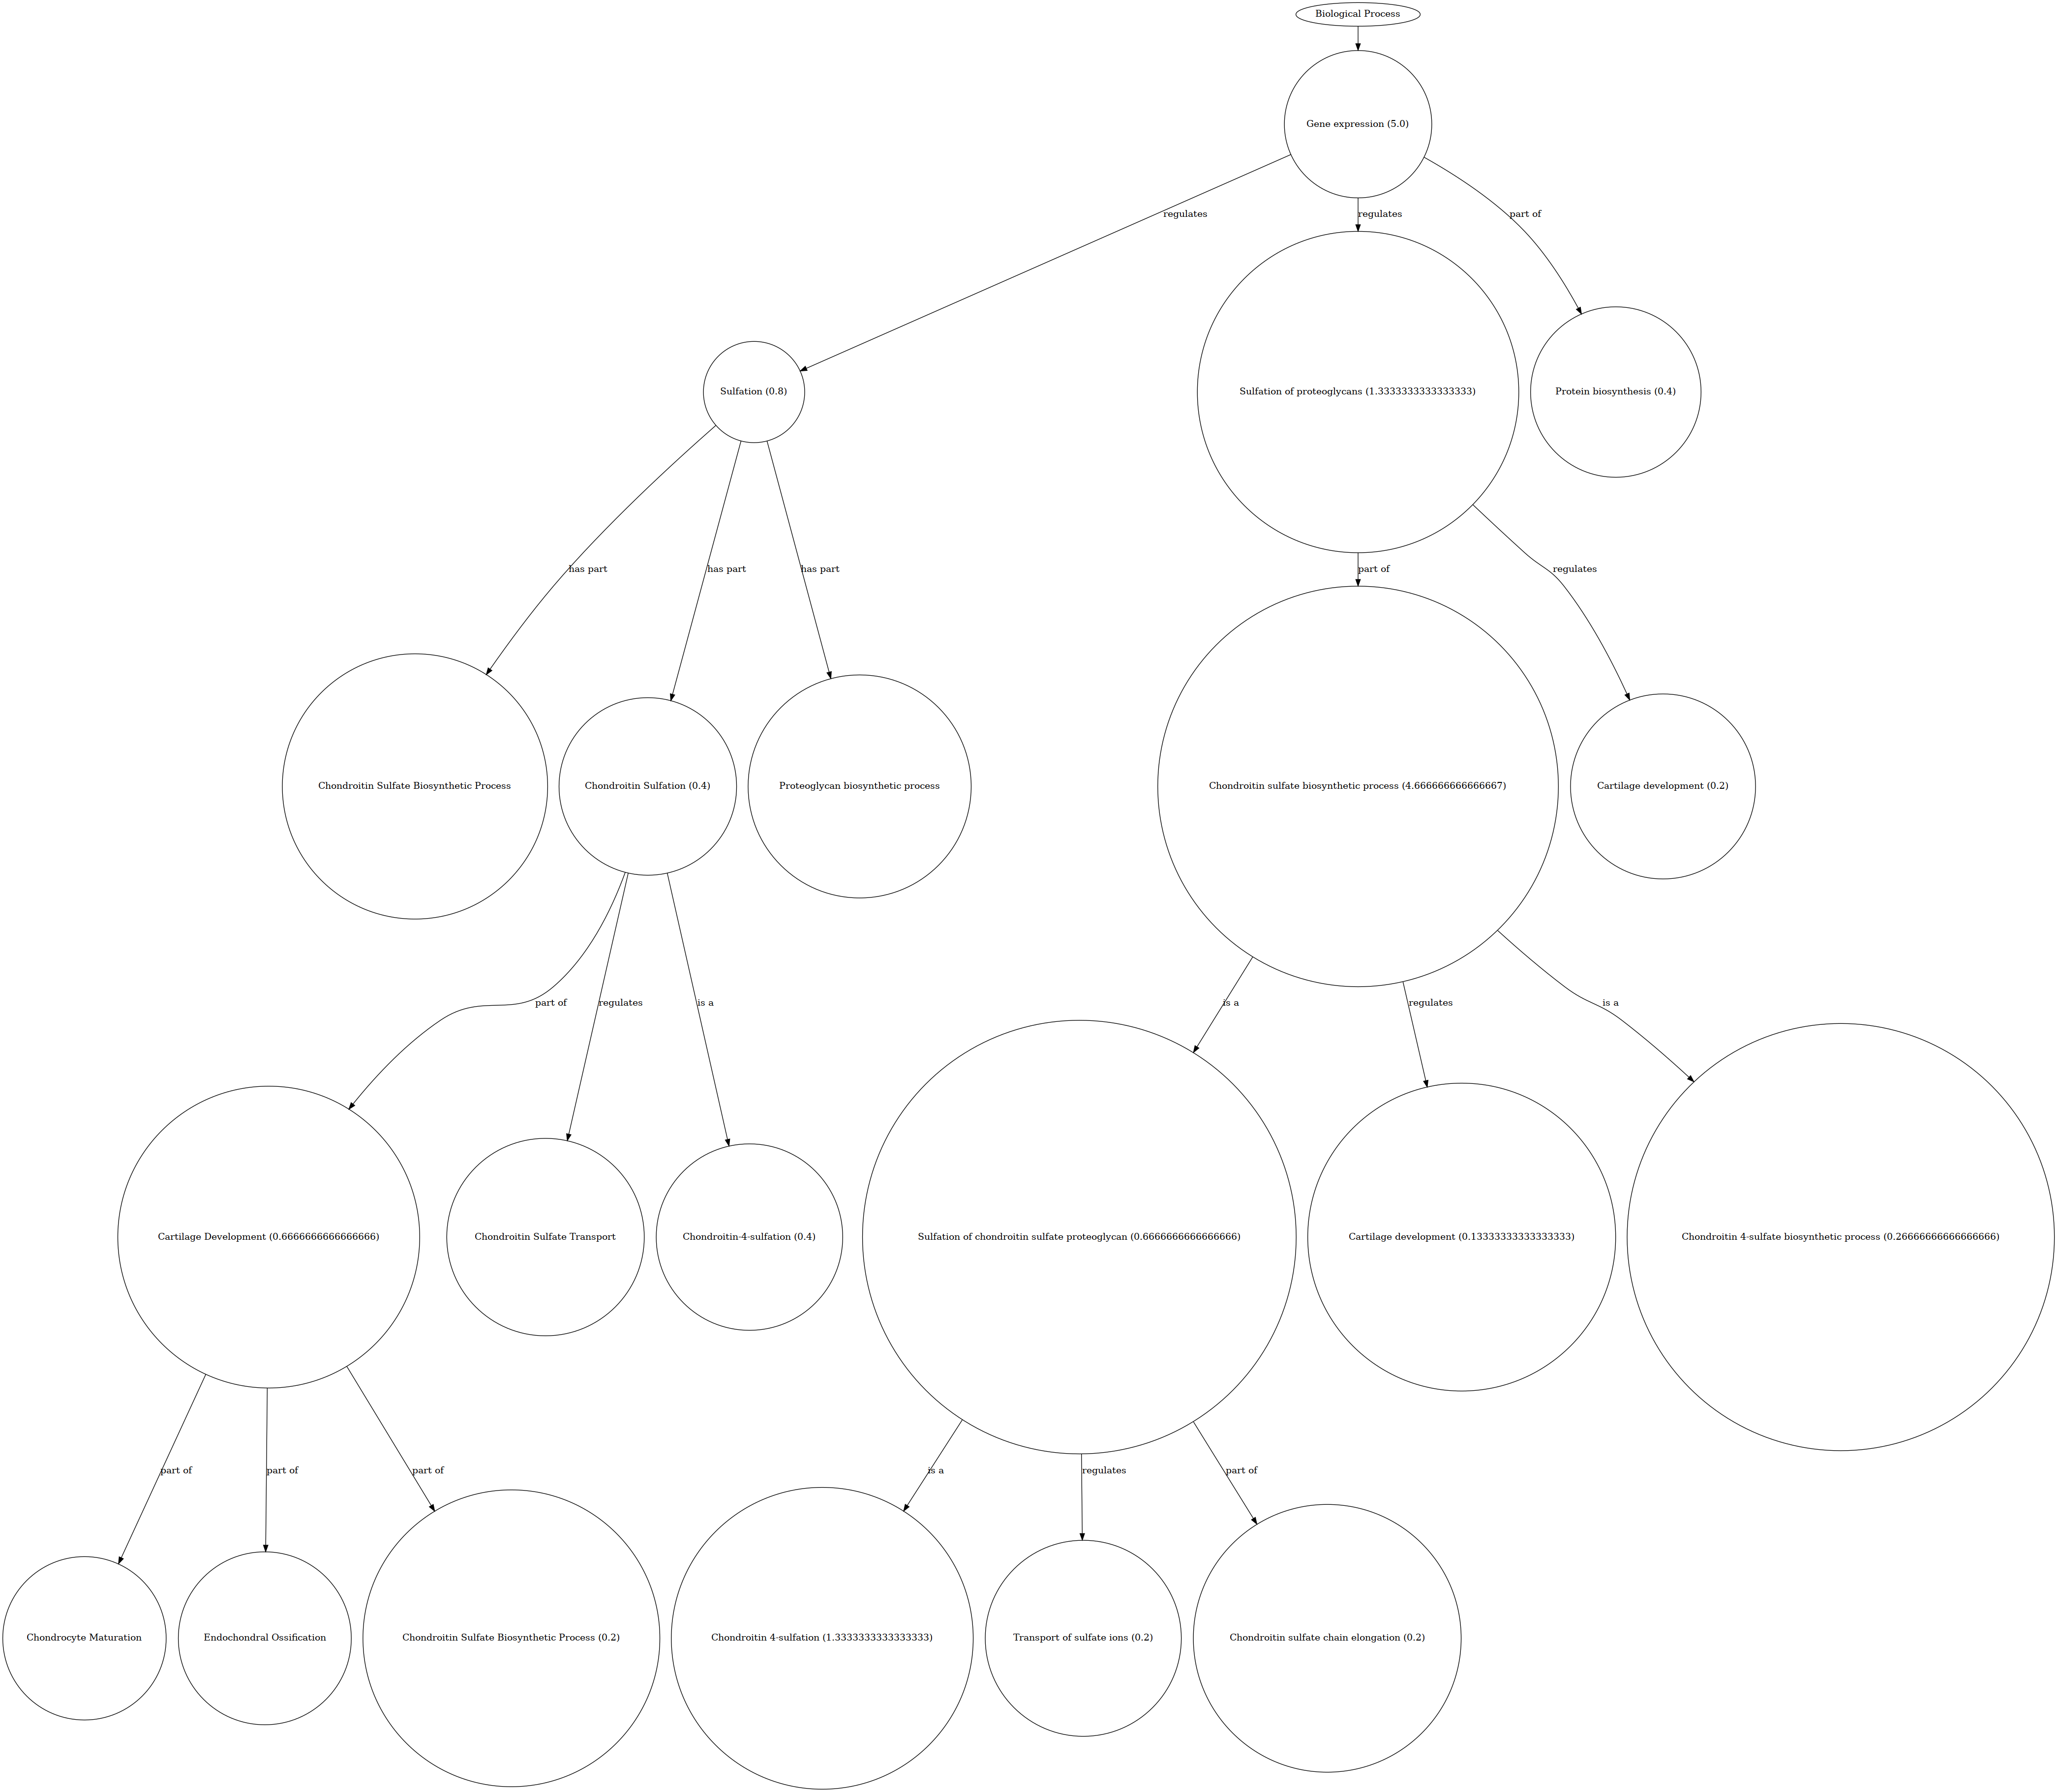 Biological Process
Gene expression (5.0)
regulates
regulates
part of
Sulfation (0.8)
Sulfation of proteoglycans (1.3333333333333333)
Protein biosynthesis (0.4)
has part
has part
has part
part of
regulates
Chondroitin Sulfate Biosynthetic Process
Chondroitin Sulfation (0.4)
Proteoglycan biosynthetic process
Chondroitin sulfate biosynthetic process (4.666666666666667)
Cartilage development (0.2)
part of
regulates
is a
is a
regulates
is a
Cartilage Development (0.6666666666666666)
Chondroitin Sulfate Transport
Chondroitin-4-sulfation (0.4)
Sulfation of chondroitin sulfate proteoglycan (0.6666666666666666)
Cartilage development (0.13333333333333333)
Chondroitin 4-sulfate biosynthetic process (0.26666666666666666)
part of
part of
part of
is a
regulates
part of
Chondrocyte Maturation
Endochondral Ossification
Chondroitin Sulfate Biosynthetic Process (0.2)
Chondroitin 4-sulfation (1.3333333333333333)
Transport of sulfate ions (0.2)
Chondroitin sulfate chain elongation (0.2)